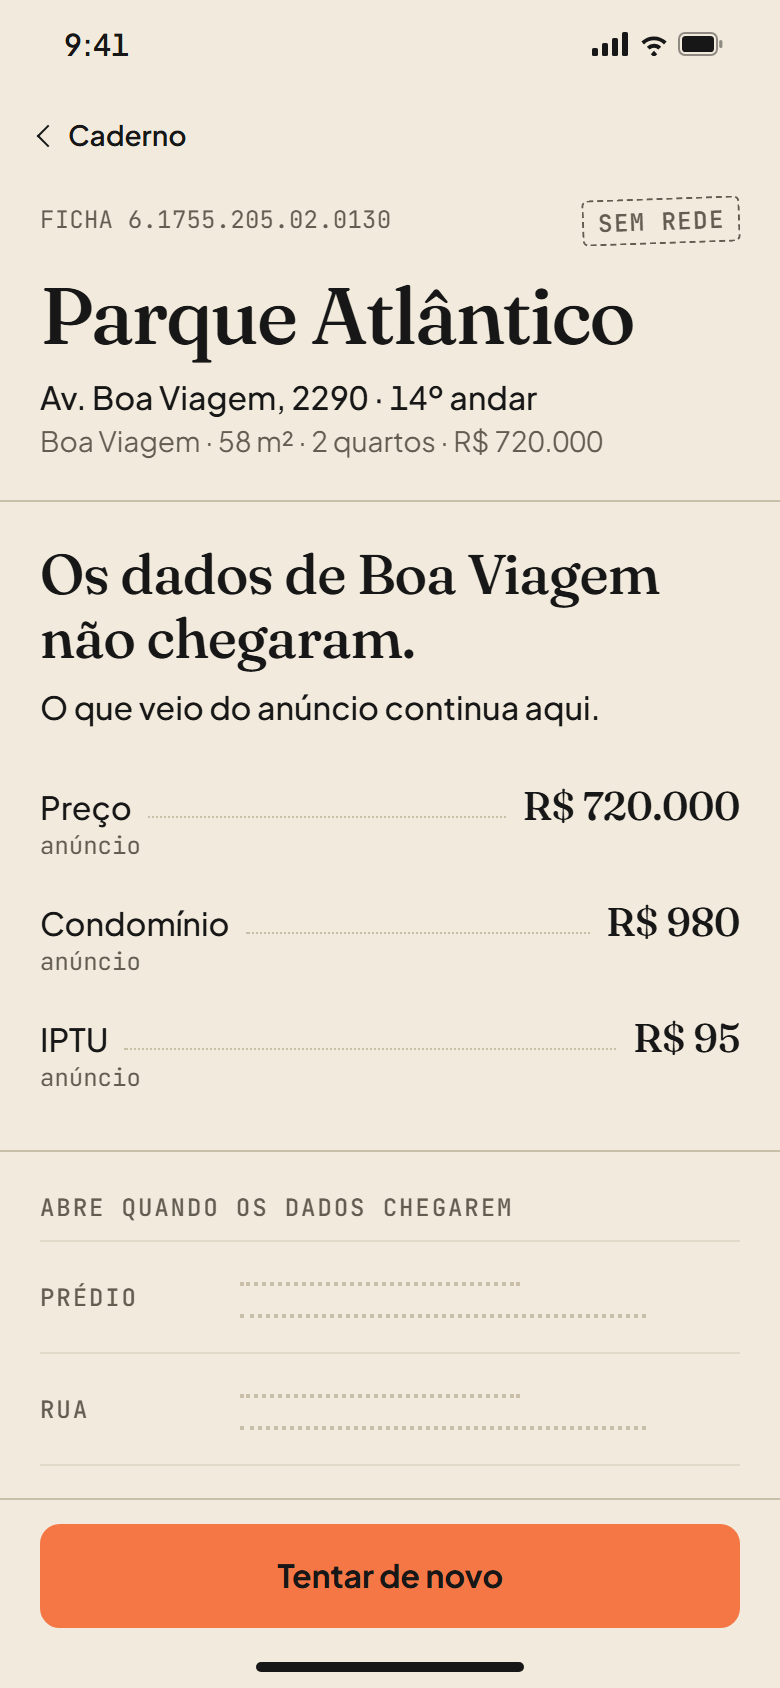 9:41
Caderno
FICHA 6.1755.205.02.0130
SEM REDE
Parque Atlântico
Av. Boa Viagem, 2290 · 14º andar
Boa Viagem · 58 m² · 2 quartos · R$ 720.000
Os dados de Boa Viagem
não chegaram.
O que veio do anúncio continua aqui.
Preço R$ 720.000
anúncio
Condomínio R$ 980
anúncio
IPTU R$ 95
anúncio
ABRE QUANDO OS DADOS CHEGAREM
PRÉDIO
RUA
Tentar de novo